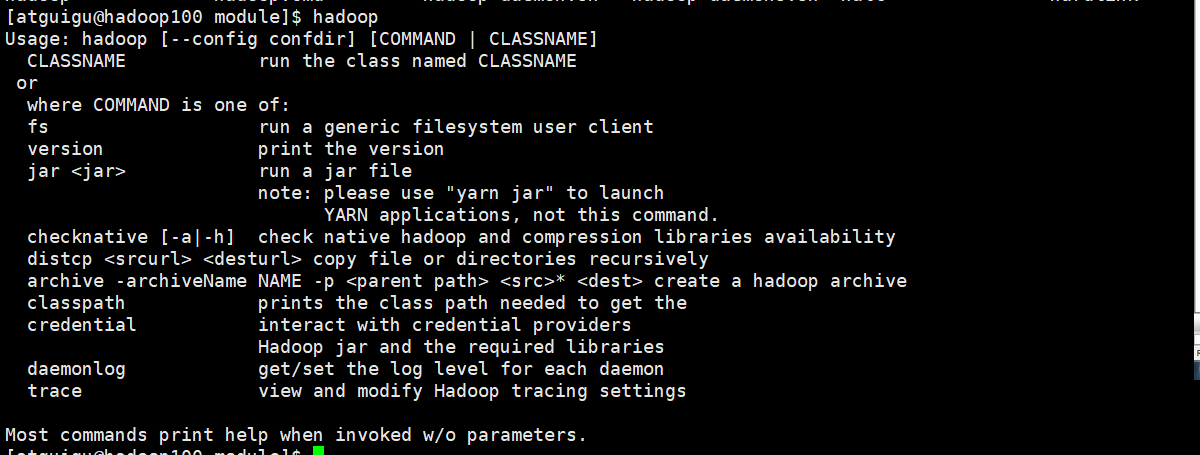 [atguigu@hadoop100 module]$ hadoop
Usage: hadoop [--config confdir] [COMMAND | CLASSNAME]
  CLASSNAME            run the class named CLASSNAME
 or
  where COMMAND is one of:
  fs                   run a generic filesystem user client
  version              print the version
  jar <jar>            run a jar file
                       note: please use "yarn jar" to launch
                             YARN applications, not this command.
  checknative [-a|-h]  check native hadoop and compression libraries availability
  distcp <srcurl> <desturl> copy file or directories recursively
  archive -archiveName NAME -p <parent path> <src>* <dest> create a hadoop archive
  classpath            prints the class path needed to get the
  credential           interact with credential providers
                       Hadoop jar and the required libraries
  daemonlog            get/set the log level for each daemon
  trace                view and modify Hadoop tracing settings

Most commands print help when invoked w/o parameters.
[atguigu@hadoop100 module]$